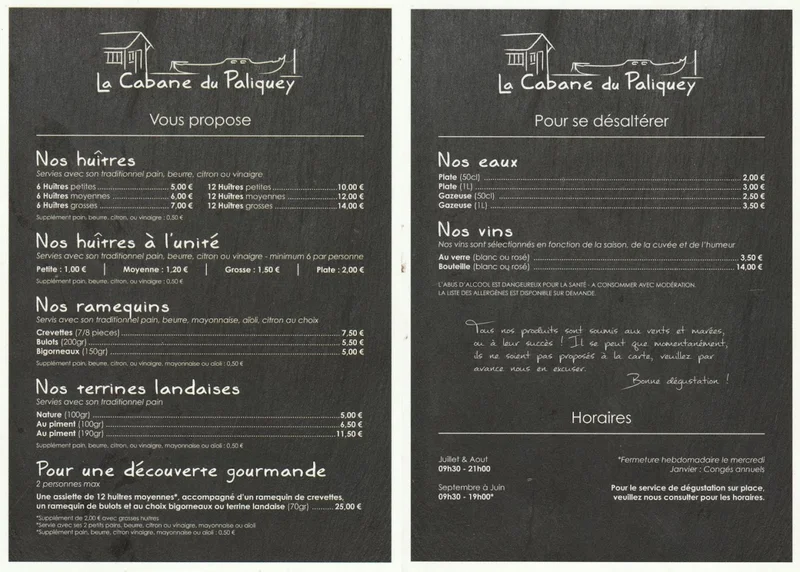 La Cabane du Paliquey
Vous propose
Nos huîtres
Servies avec son traditionnel pain, beurre, citron ou vinaigre
6 Huîtres petites 5,00 € 12 Huîtres petites 10,00 €
6 Huîtres moyennes 6,00 € 12 Huîtres moyennes 12,00 €
6 Huîtres grosses 7,00 € 12 Huîtres grosses 14,00 €
Supplément pain, beurre, citron, ou vinaigre : 0,50 €
Nos huîtres à l'unité
Servies avec son traditionnel pain, beurre, citron ou vinaigre - minimum 6 par personne
Petite : 1,00 € | Moyenne : 1,20 € | Grosse : 1,50 € | Plate : 2,00 €
Supplément pain, beurre, citron, ou vinaigre : 0,50 €
Nos ramequins
Servis avec son traditionnel pain, beurre, mayonnaise, aïoli, citron au choix
Crevettes (7/8 pieces) 7,50 €
Bulots (200gr) 5,50 €
Bigorneaux (150gr) 5,00 €
Supplément pain, beurre, citron, ou vinaigre, mayonnaise ou aïoli : 0,50 €
Nos terrines landaises
Servies avec son traditionnel pain
Nature (100gr) 5,00 €
Au piment (100gr) 6,50 €
Au piment (190gr) 11,50 €
Supplément pain, beurre, citron, ou vinaigre, mayonnaise ou aïoli : 0,50 €
Pour une découverte gourmande
2 personnes max
Une assiette de 12 huîtres moyennes*, accompagné d'un ramequin de crevettes,
un ramequin de bulots et au choix bigorneaux ou terrine landaise (70gr) 25,00 €
*Supplément de 2,00 € avec grosses huîtres
*Servie avec ses 2 petits pains, beurre, citron ou vinaigre, mayonnaise ou aïoli
*Supplément pain, beurre, citron, ou vinaigre, mayonnaise ou aïoli : 0,50 €
La Cabane du Paliquey
Pour se désaltérer
Nos eaux
Plate (50cl) 2,00 €
Plate (1L) 3,00 €
Gazeuse (50cl) 2,50 €
Gazeuse (1L) 3,50 €
Nos vins
Nos vins sont sélectionnés en fonction de la saison, de la cuvée et de l'humeur
Au verre (blanc ou rosé) 3,50 €
Bouteille (blanc ou rosé) 14,00 €
L'ABUS D'ALCOOL EST DANGEUREUX POUR LA SANTÉ - A CONSOMMER AVEC MODÉRATION.
LA LISTE DES ALLERGÈNES EST DISPONIBLE SUR DEMANDE.
Tous nos produits sont soumis aux vents et marées,
ou à leur succès ! Il se peut que momentanément,
ils ne soient pas proposés à la carte, veuillez par
avance nous en excuser.
Bonne dégustation !
Horaires
Juillet & Aout
09h30 - 21h00
Septembre à Juin
09h30 - 19h00*
*Fermeture hebdomadaire le mercredi
Janvier : Congés annuels
Pour le service de dégustation sur place,
veuillez nous consulter pour les horaires.